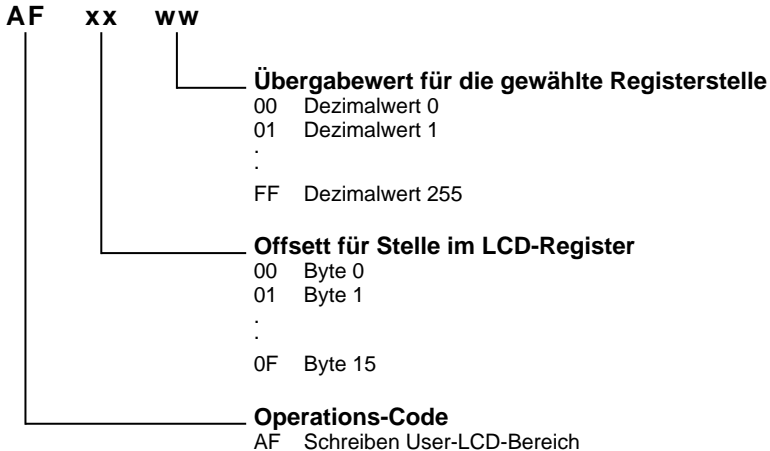 AF xx ww
Übergabewert für die gewählte Registerstelle
00 Dezimalwert 0
01 Dezimalwert 1
.
.
FF Dezimalwert 255
Offsett für Stelle im LCD-Register
00 Byte 0
01 Byte 1
.
.
0F Byte 15
Operations-Code
AF Schreiben User-LCD-Bereich